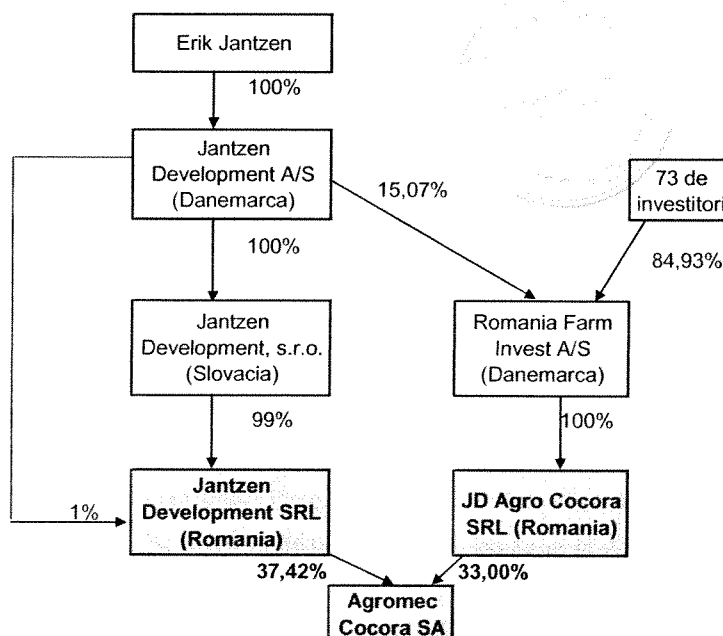 Erik Jantzen
100%
Jantzen
Development A/S
(Danemarca)
15,07%
73 de
investitori
84,93%
100%
Jantzen
Development, s.r.o.
(Slovacia)
Romania Farm
Invest A/S
(Danemarca)
99%
100%
1%
Jantzen
Development SRL
(Romania)
JD Agro Cocora
SRL (Romania)
37,42%
33,00%
Agromec
Cocora SA